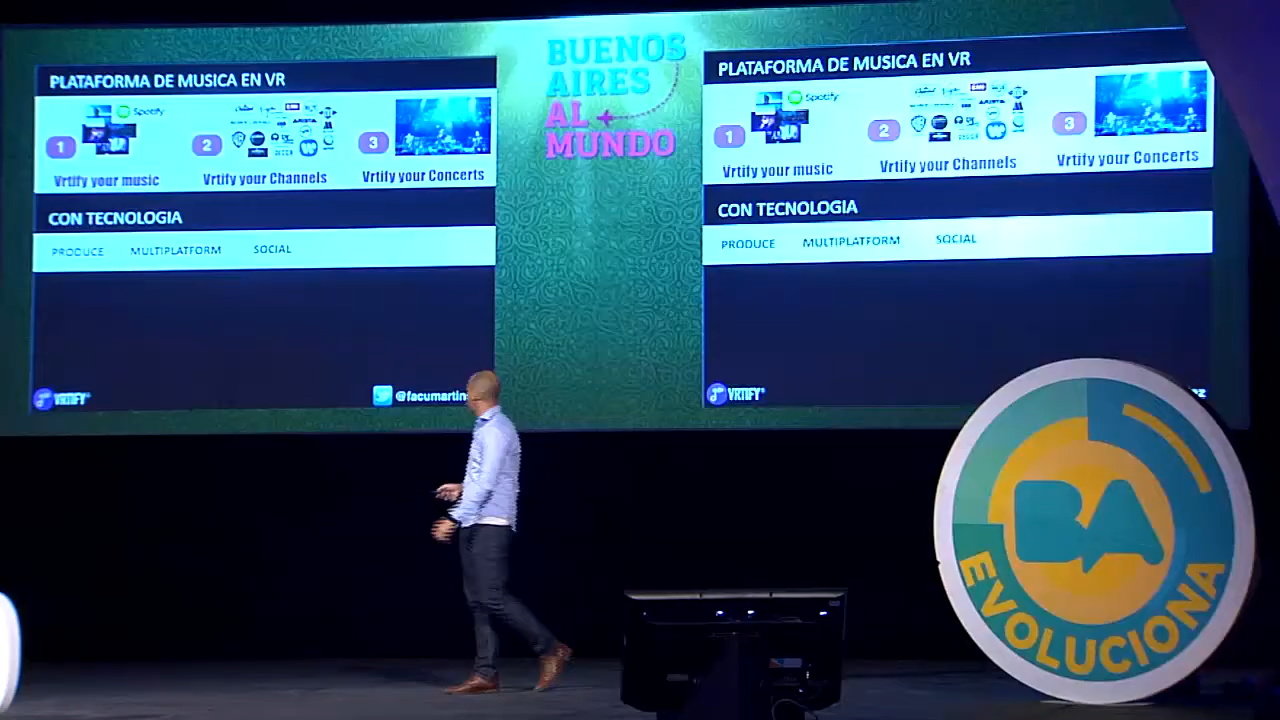 BUENOS
AIRES
AL
MUNDO
PLATAFORMA DE MUSICA EN VR
Spotify
1
2
3
Vrtify your music
Vrtify your Channels
Vrtify your Concerts
CON TECNOLOGIA
PRODUCE MULTIPLATFORM SOCIAL
VRTIFY
@facumartin
PLATAFORMA DE MUSICA EN VR
Spotify
1
2
3
Vrtify your music
Vrtify your Channels
Vrtify your Concerts
CON TECNOLOGIA
PRODUCE MULTIPLATFORM SOCIAL
VRTIFY
ez
BA
EVOLUCIONA